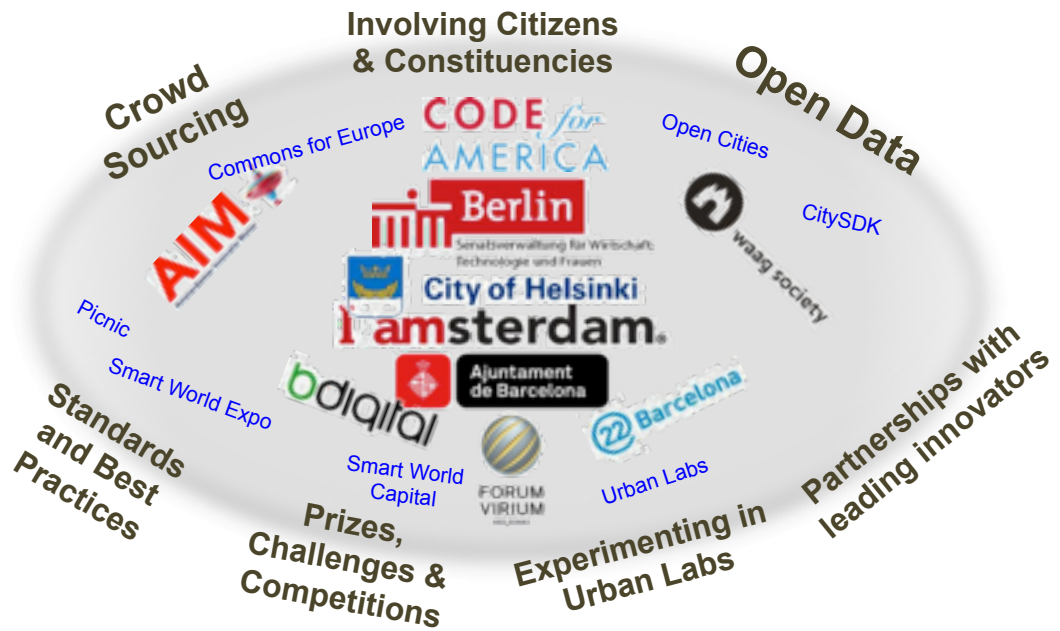 Involving Citizens
& Constituencies
Crowd
Sourcing
Open Data
Commons for Europe
CODE for
AMERICA
Open Cities
AIM
Berlin
Senatsverwaltung für Wirtschaft,
Technologie und Frauen
waag society
CitySDK
City of Helsinki
I amsterdam.
Picnic
Smart World Expo
bdigital
Ajuntament
de Barcelona
22 Barcelona
Standards
and Best
Practices
Smart World
Capital
FORUM
VIRIUM
Urban Labs
Partnerships with
leading innovators
Prizes,
Challenges &
Competitions
Experimenting in
Urban Labs